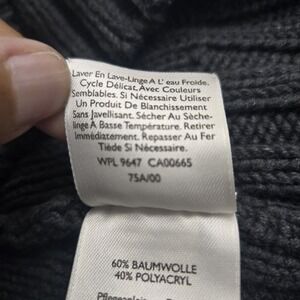 Laver En Lave-Linge A L' eau Froide.
Cycle Délicat, Avec Couleurs
Semblables. Si Nécessaire Utiliser
Un Produit De Blanchissement
Sans Javellisant. Sécher Au Sèche-
linge A Basse Température. Retirer
Immédiatement. Repasser Au Fer
Tiède Si Nécessaire.
WPL 9647 CA00665
75A/00
60% BAUMWOLLE
40% POLYACRYL